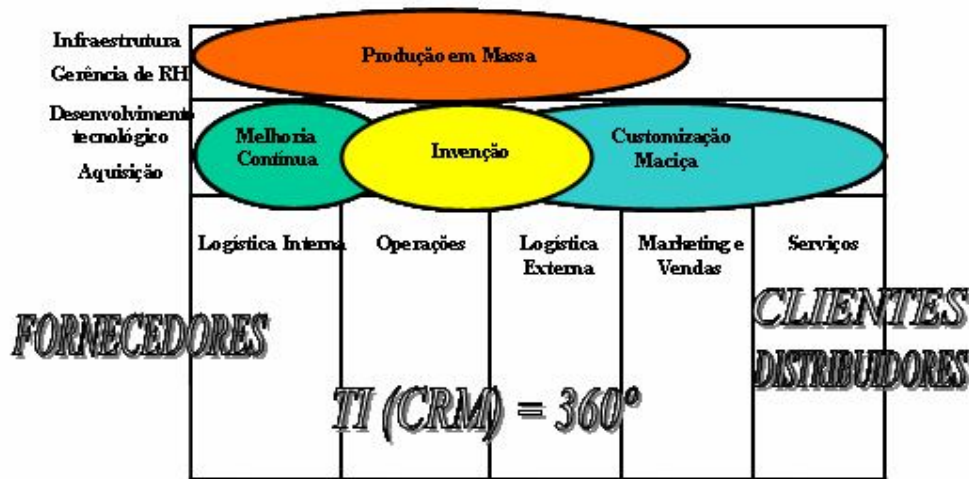 Infraestrutura
Gerência de RH
Produção em Massa
Desenvolvimento
tecnológico
Aquisição
Melhoria
Contínua
Invenção
Customização
Maciça
Logística Interna
Operações
Logística
Externa
Marketing e
Vendas
Serviços
FORNECEDORES
CLIENTES
DISTRIBUIDORES
TI (CRM) = 360º